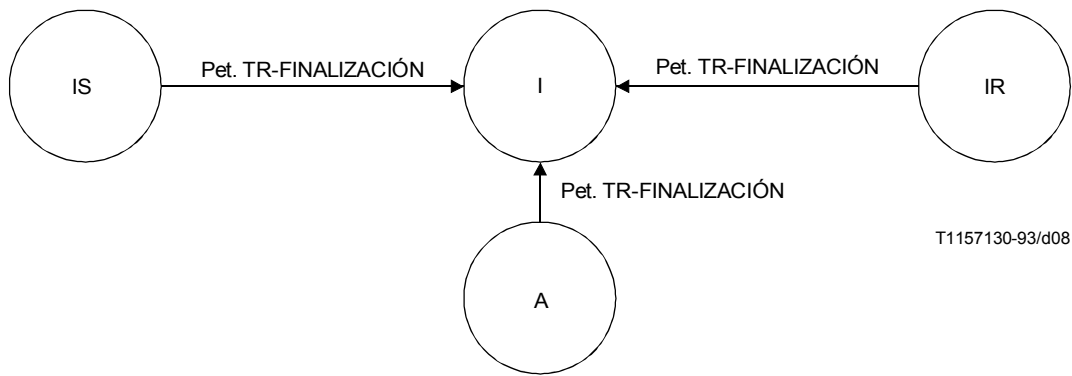 Pet. TR-FINALIZACIÓN
Pet. TR-FINALIZACIÓN
IS
I
IR
Pet. TR-FINALIZACIÓN
T1157130-93/d08
A